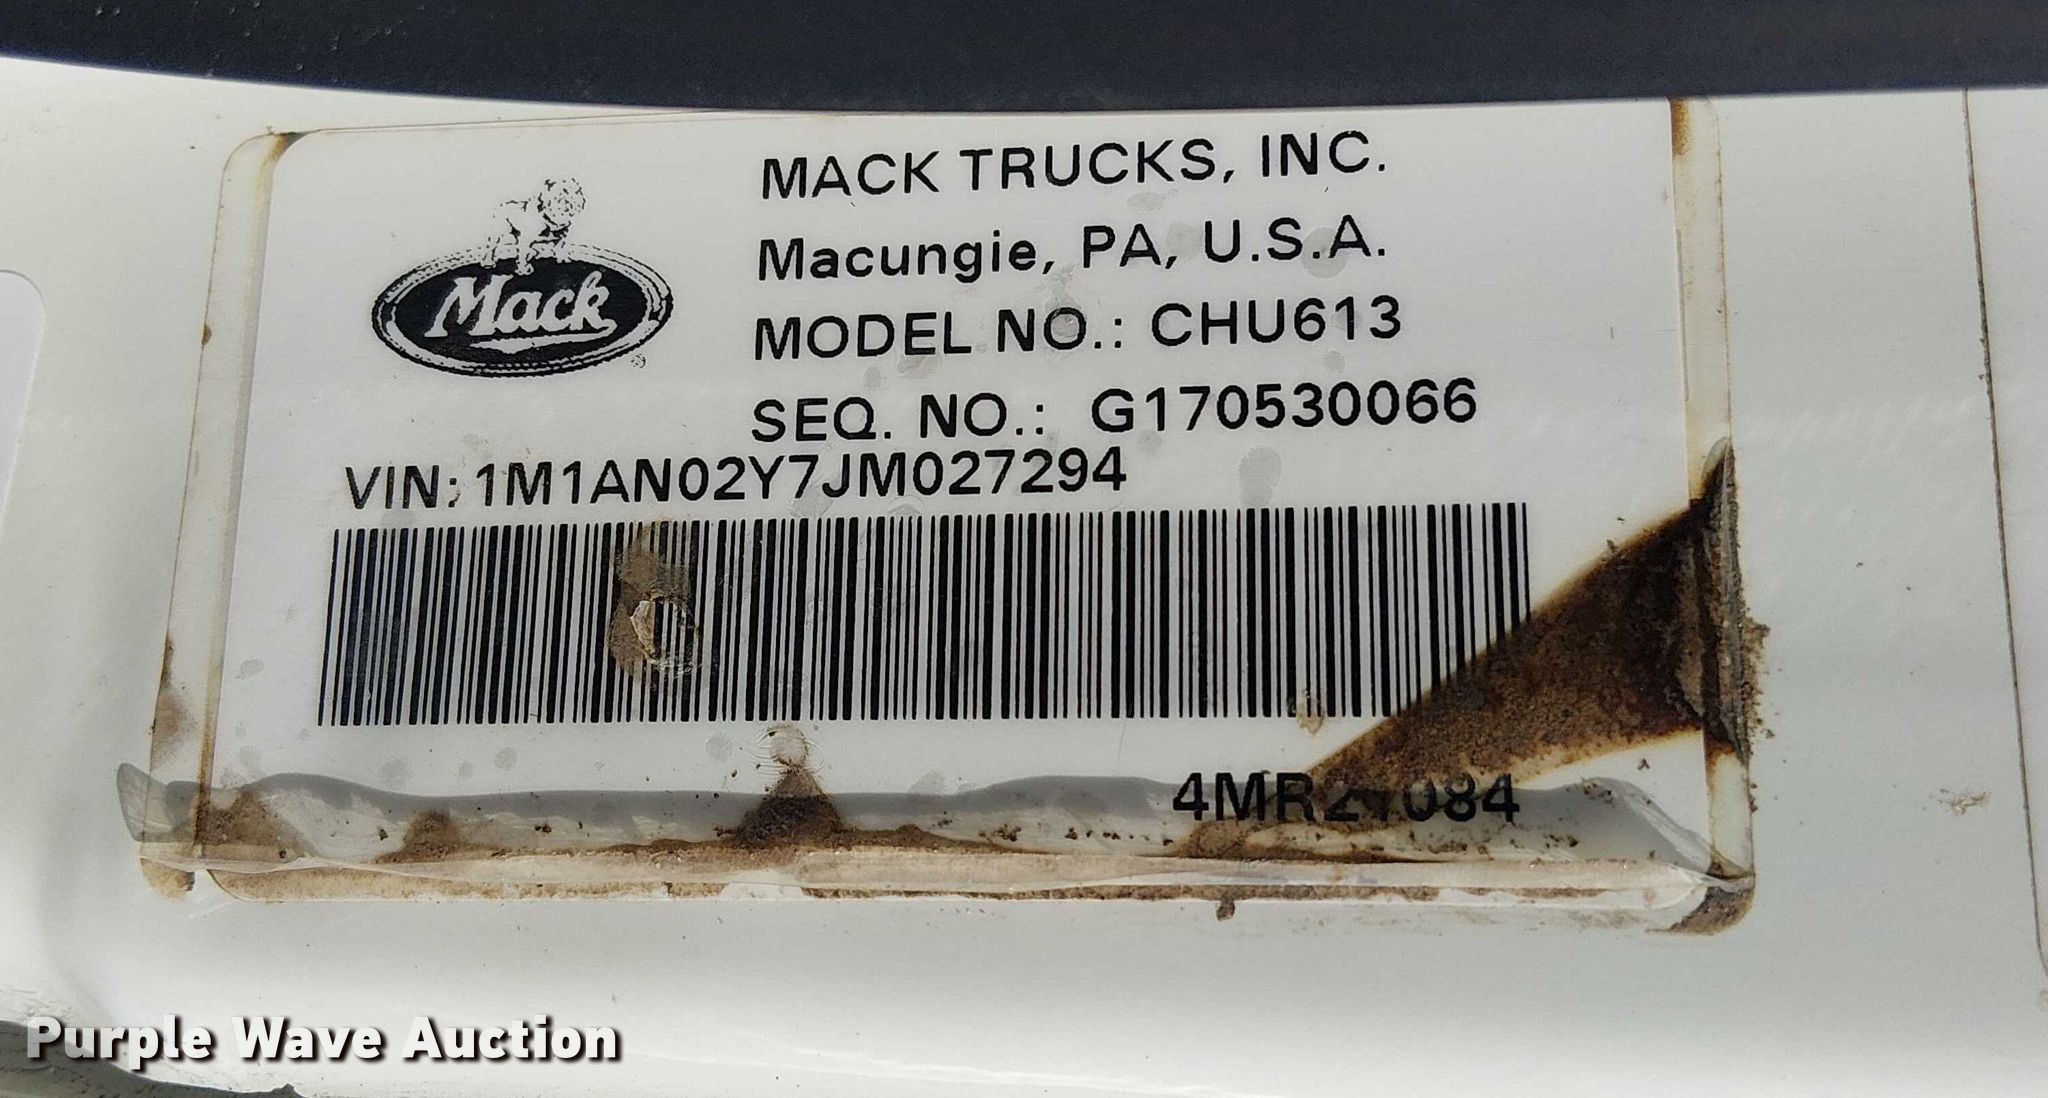 MACK TRUCKS, INC.
Mack
®
Macungie, PA, U.S.A.
MODEL NO.: CHU613
SEQ. NO.: G170530066
VIN: 1M1AN02Y7JM027294
Purple Wave Auction